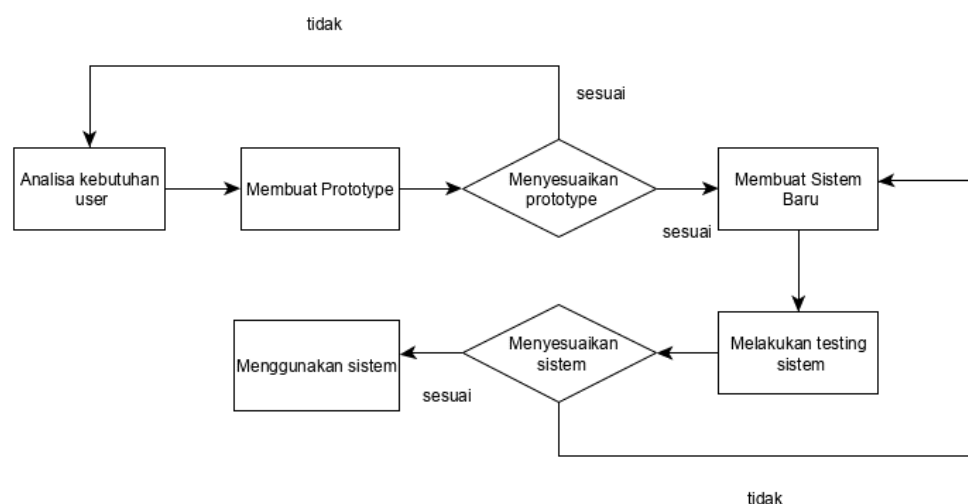 tidak
sesuai
Analisa kebutuhan
user
Membuat Prototype
Menyesuaikan
prototype
Membuat Sistem
Baru
sesuai
Menggunakan sistem
Menyesuaikan
sistem
Melakukan testing
sistem
sesuai
tidak